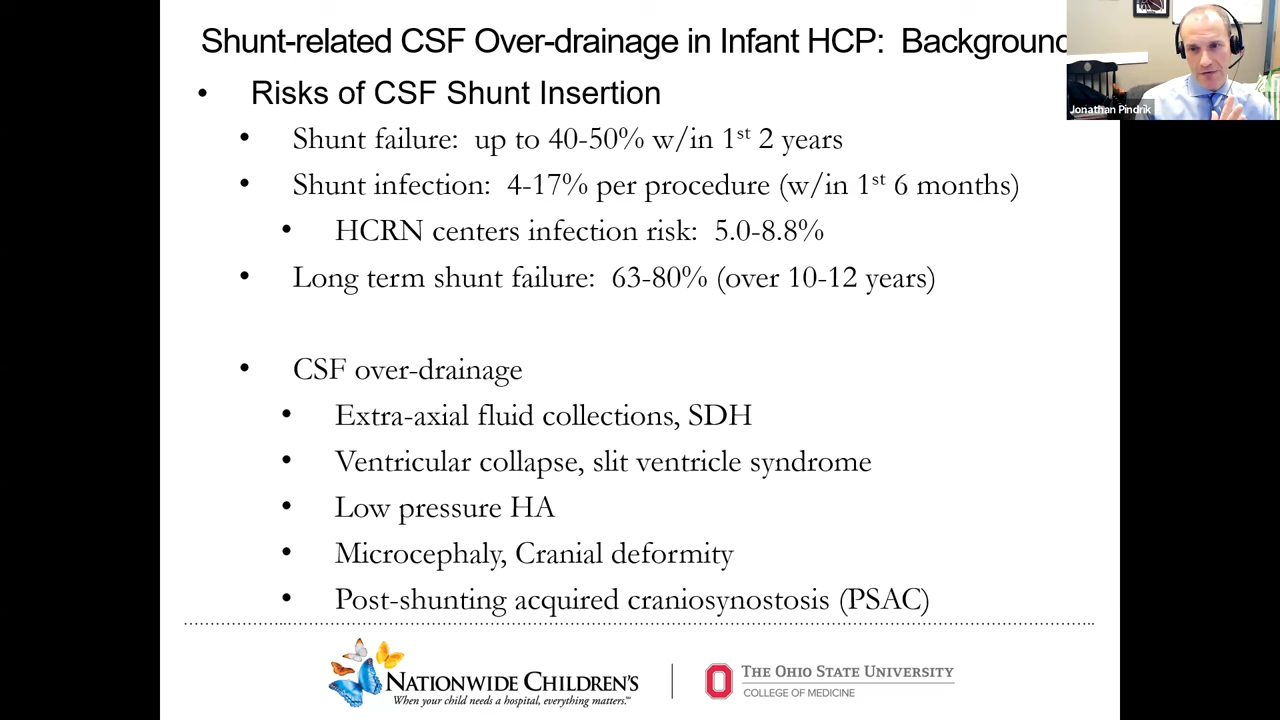 Shunt-related CSF Over-drainage in Infant HCP: Background
Jonathan Pindrik
• Risks of CSF Shunt Insertion
• Shunt failure: up to 40-50% w/in 1st 2 years
• Shunt infection: 4-17% per procedure (w/in 1st 6 months)
• HCRN centers infection risk: 5.0-8.8%
• Long term shunt failure: 63-80% (over 10-12 years)
• CSF over-drainage
• Extra-axial fluid collections, SDH
• Ventricular collapse, slit ventricle syndrome
• Low pressure HA
• Microcephaly, Cranial deformity
• Post-shunting acquired craniosynostosis (PSAC)
NATIONWIDE CHILDREN'S
When your child needs a hospital, everything matters.™
THE OHIO STATE UNIVERSITY
COLLEGE OF MEDICINE